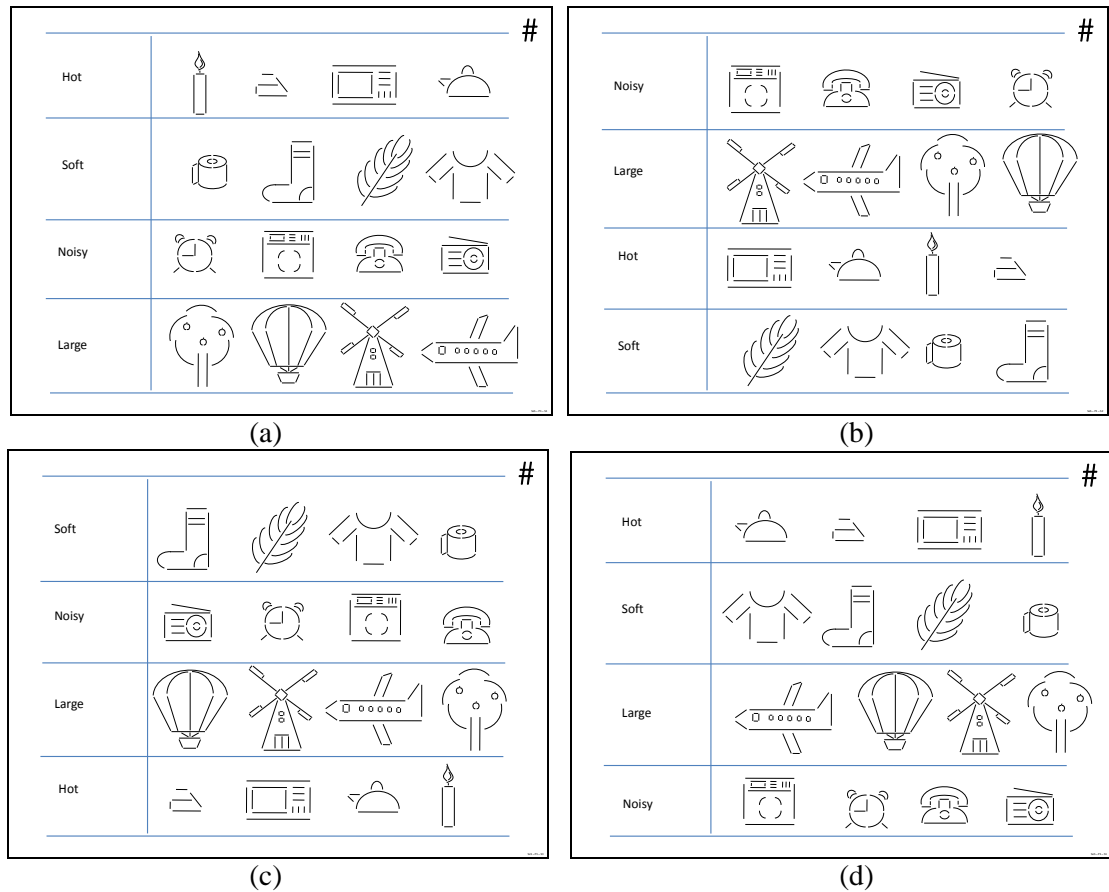 #
Hot
Soft
Noisy
Large
(a)
#
Noisy
Large
Hot
Soft
(b)
#
Soft
Noisy
Large
Hot
(c)
#
Hot
Soft
Large
Noisy
(d)